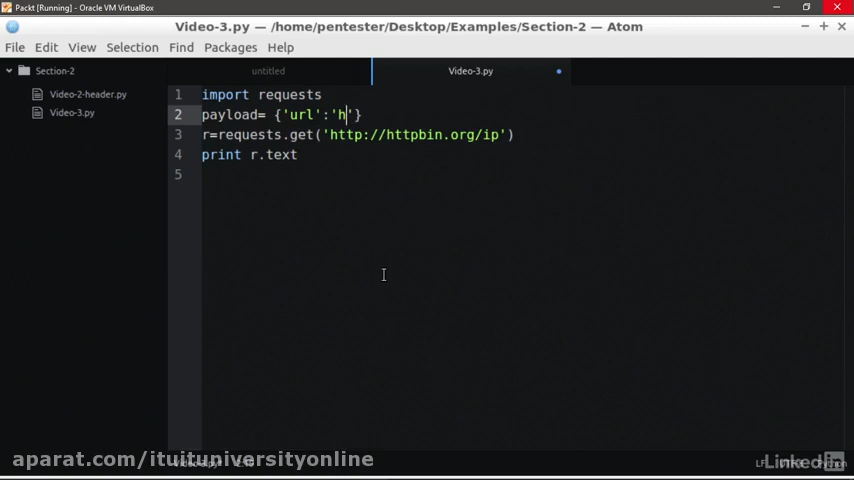 Packt [Running] - Oracle VM VirtualBox
Video-3.py — /home/pentester/Desktop/Examples/Section-2 — Atom
File Edit View Selection Find Packages Help
Section-2
untitled
Video-3.py
Video-2-header.py
Video-3.py
1 import requests
2 payload= {'url':'h'}
3 r=requests.get('http://httpbin.org/ip')
4 print r.text
5
aparat.com/ituituniversityonline
LinkedIn